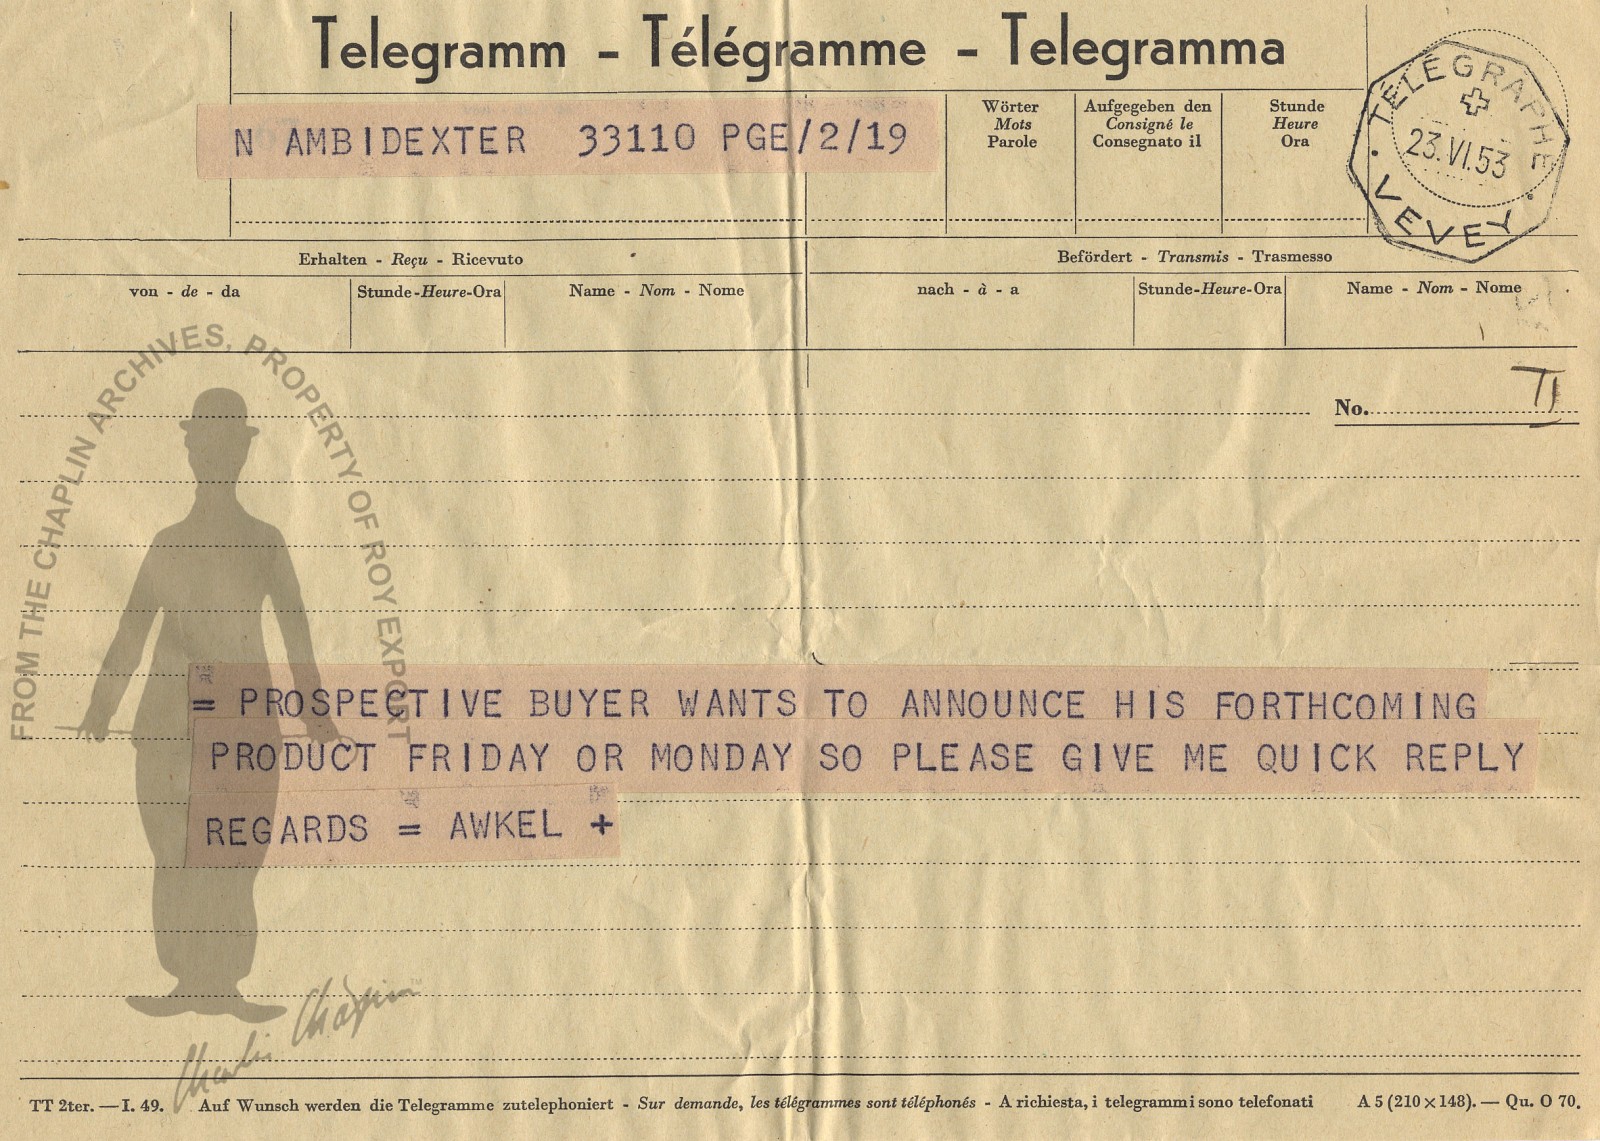 Telegramm - Télégramme - Telegramma
N AMBIDEXTER 33110 PGE/2/19
Wörter
Mots
Parole
Aufgegeben den
Consigné le
Consegnato il
Stunde
Heure
Ora
TÉLÉGRAPHE
23.VI.53
VEVEY
Erhalten - Reçu - Ricevuto
Befördert - Transmis - Trasmesso
von - de - da
Stunde-Heure-Ora
Name - Nom - Nome
nach - à - a
Stunde-Heure-Ora
Name - Nom - Nome
No.
FROM THE CHAPLIN ARCHIVES, PROPERTY OF ROY EXPORT
= PROSPECTIVE BUYER WANTS TO ANNOUNCE HIS FORTHCOMING
PRODUCT FRIDAY OR MONDAY SO PLEASE GIVE ME QUICK REPLY
REGARDS = AWKEL +
Charlie Chaplin
TT 2ter. — I. 49. Auf Wunsch werden die Telegramme zutelephoniert - Sur demande, les télégrammes sont téléphonés - A richiesta, i telegrammi sono telefonati A 5 (210 × 148). — Qu. O 70.